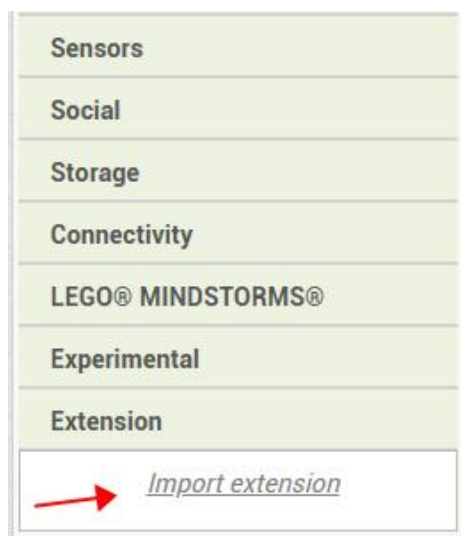 Sensors
Social
Storage
Connectivity
LEGO® MINDSTORMS®
Experimental
Extension
Import extension